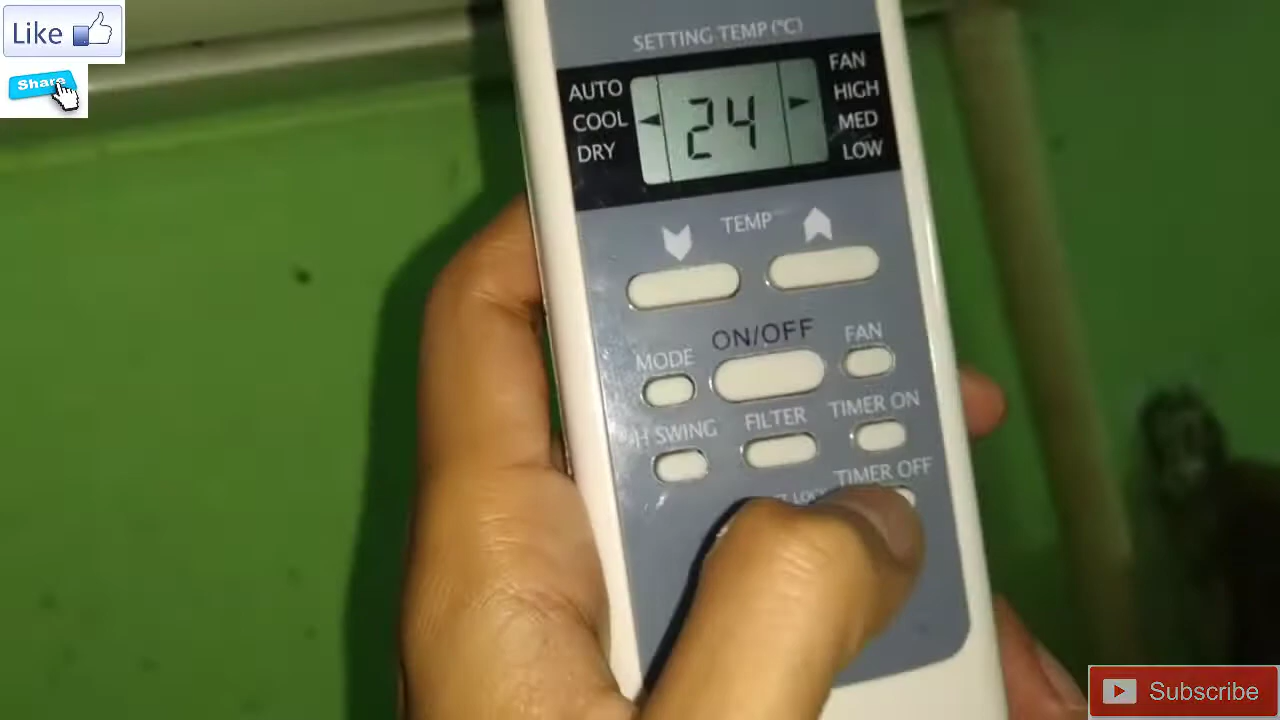 Like
Share
SETTING TEMP (°C)
AUTO
COOL
DRY
24
FAN
HIGH
MED
LOW
TEMP
ON/OFF
MODE
FAN
H SWING
FILTER
TIMER ON
TIMER OFF
Subscribe